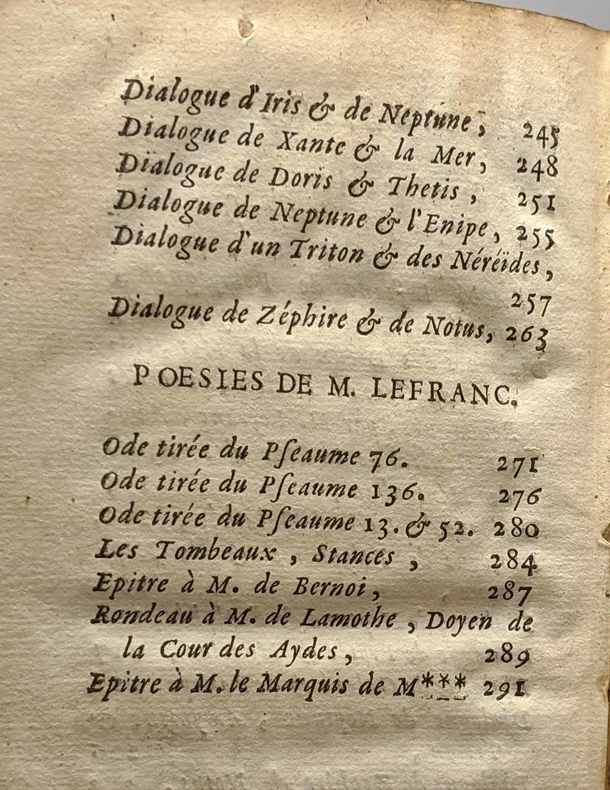 Dialogue d'Iris & de Neptune, 245
Dialogue de Xante & la Mer, 248
Dialogue de Doris & Thetis, 251
Dialogue de Neptune & l'Enipe, 255
Dialogue d'un Triton & des Néréïdes,
257
Dialogue de Zéphire & de Notus, 263
POESIES DE M. LEFRANC.
Ode tirée du Pſeaume 76. 271
Ode tirée du Pſeaume 136. 276
Ode tirée du Pſeaume 13. & 52. 280
Les Tombeaux, Stances, 284
Epitre à M. de Bernoi, 287
Rondeau à M. de Lamothe, Doyen de
la Cour des Aydes, 289
Epitre à M. le Marquis de M*** 291